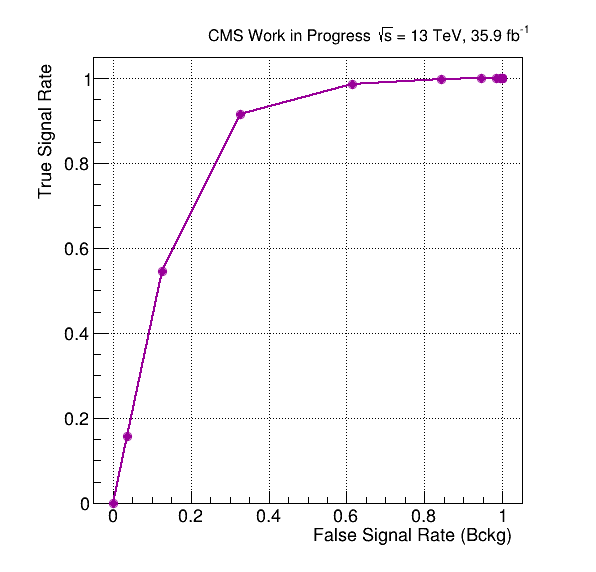 CMS Work in Progress √s = 13 TeV, 35.9 fb⁻¹
True Signal Rate
1
0.8
0.6
0.4
0.2
0
0 0.2 0.4 0.6 0.8 1
False Signal Rate (Bckg)